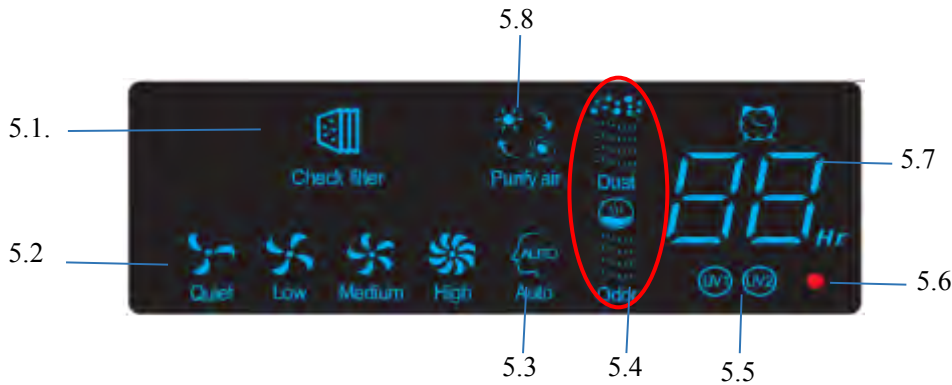 5.8
5.1.
Check filter
Purify air
Dust
88
Hr
5.7
5.2
AUTO
Quiet
Low
Medium
High
Auto
Odor
UV1
UV2
5.6
5.3
5.4
5.5